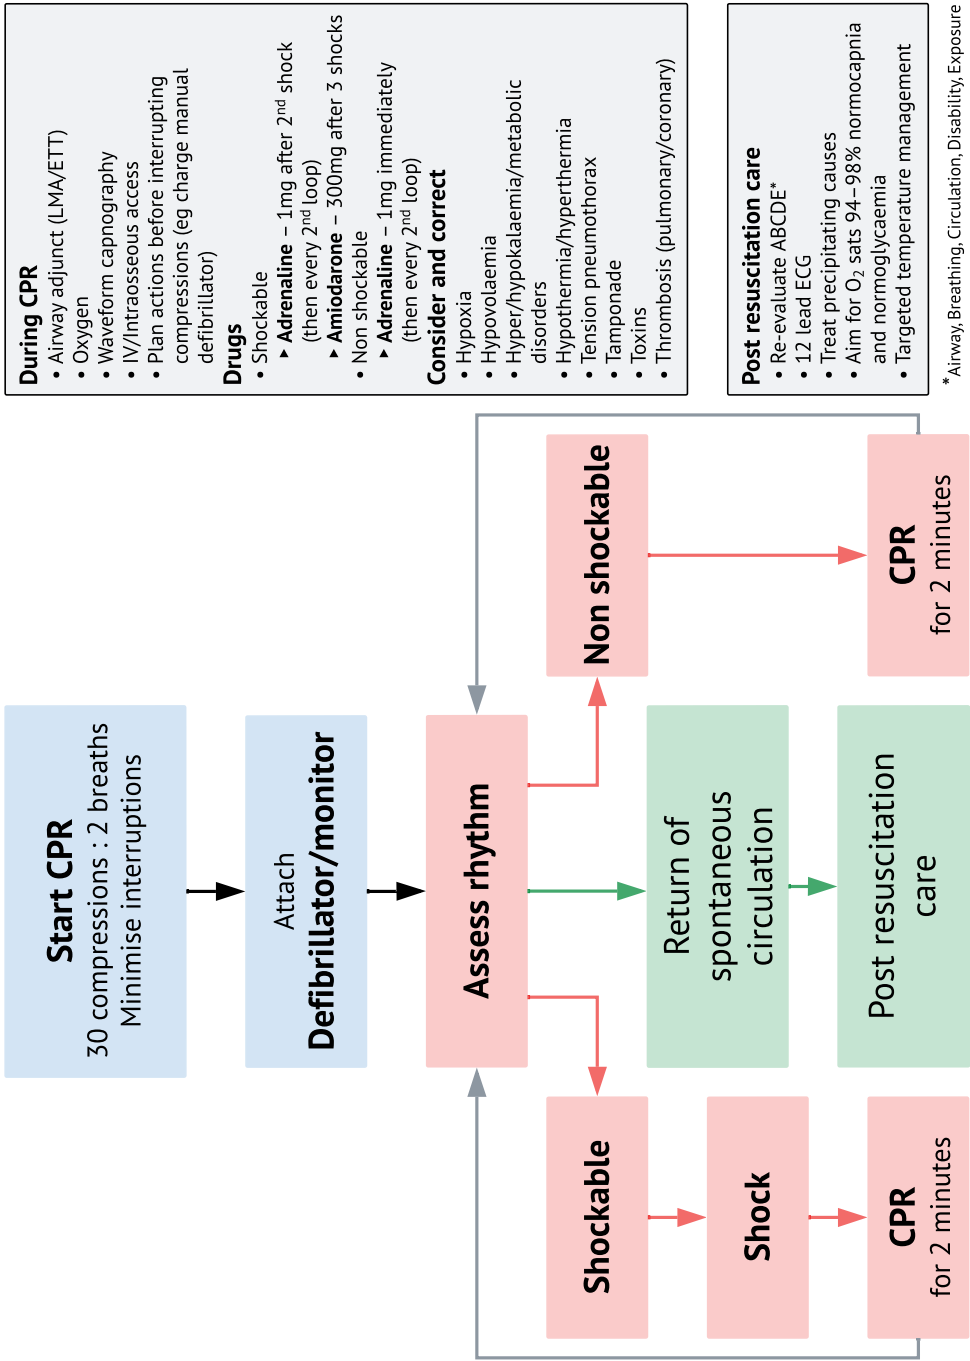 Start CPR
30 compressions : 2 breaths
Minimise interruptions
Attach
Defibrillator/monitor
Assess rhythm
Shockable
Shock
CPR
for 2 minutes
Return of
spontaneous
circulation
Post resuscitation
care
Non shockable
CPR
for 2 minutes
During CPR
• Airway adjunct (LMA/ETT)
• Oxygen
• Waveform capnography
• IV/Intraosseous access
• Plan actions before interrupting
compressions (eg charge manual
defibrillator)
Drugs
• Shockable
▸ Adrenaline – 1mg after 2nd shock
(then every 2nd loop)
▸ Amiodarone – 300mg after 3 shocks
• Non shockable
▸ Adrenaline – 1mg immediately
(then every 2nd loop)
Consider and correct
• Hypoxia
• Hypovolaemia
• Hyper/hypokalaemia/metabolic
disorders
• Hypothermia/hyperthermia
• Tension pneumothorax
• Tamponade
• Toxins
• Thrombosis (pulmonary/coronary)
Post resuscitation care
• Re-evaluate ABCDE*
• 12 lead ECG
• Treat precipitating causes
• Aim for O₂ sats 94–98% normocapnia
and normoglycaemia
• Targeted temperature management
*Airway, Breathing, Circulation, Disability, Exposure